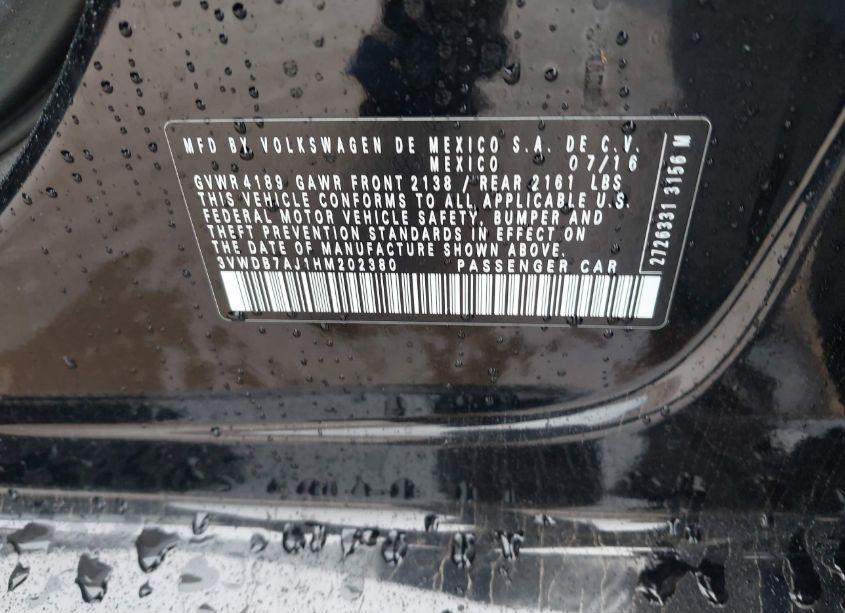 MFD BY VOLKSWAGEN DE MEXICO S.A. DE C.V.
MEXICO 07/16
GVWR 4189 GAWR FRONT 2138 / REAR 2161 LBS
THIS VEHICLE CONFORMS TO ALL APPLICABLE U.S.
FEDERAL MOTOR VEHICLE SAFETY, BUMPER AND
THEFT PREVENTION STANDARDS IN EFFECT ON
THE DATE OF MANUFACTURE SHOWN ABOVE.
3VWDB7AJ1HM202380 PASSENGER CAR
2726331 3156 M